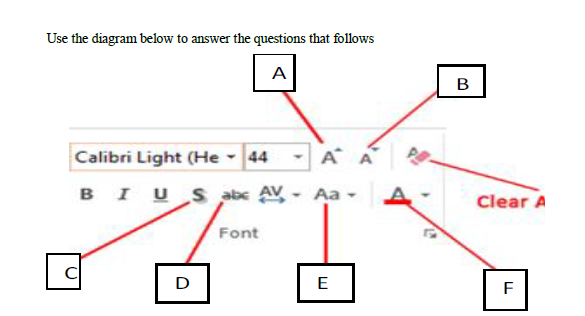 Use the diagram below to answer the questions that follows
A
B
Calibri Light (He 44 A A A
B I U S abc AV Aa A
Clear A
Font
C
D
E
F